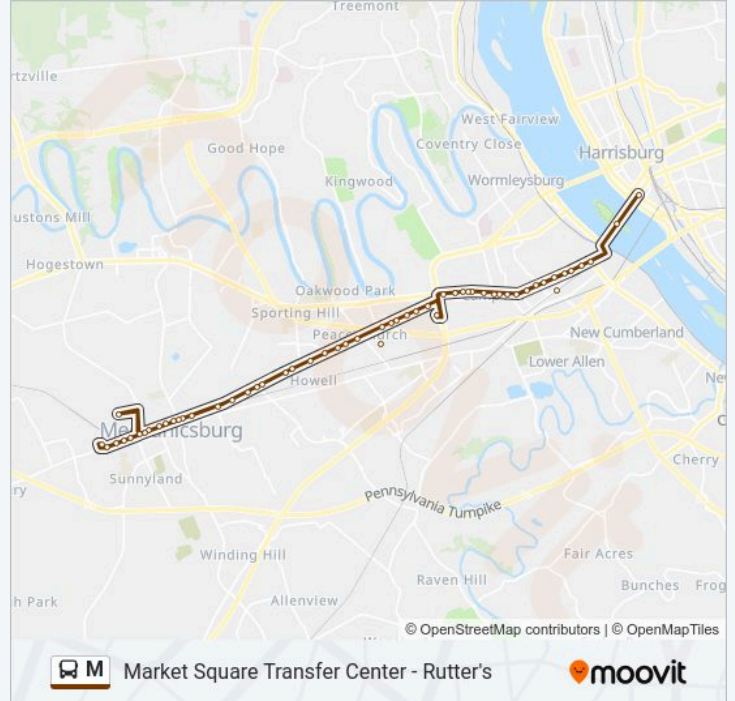 Treemont
rtzville
West Fairview
Good Hope
Coventry Close
Harrisburg
Kingwood
Wormleysburg
ustons Mill
Hogestown
Oakwood Park
Sporting Hill
New Cumberland
Howell
Lower Allen
Ne
Mechanicsburg
C
Cherry
Sunnyland
ry
Pennsylvania Turnpike
Winding Hill
Fair Acres
Raven Hill
Bunches
Frog
h Park
Allenview
© OpenStreetMap contributors | © OpenMapTiles
M
Market Square Transfer Center - Rutter's
moovit